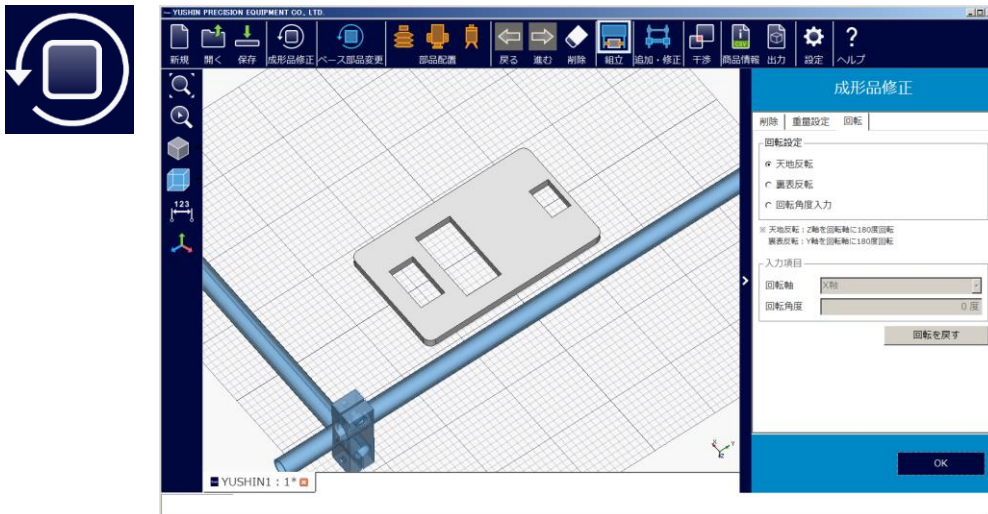 YUSHIN PRECISION EQUIPMENT CO., LTD.
新規 開く 保存 成形品修正 ベース部品変更 部品配置 戻る 進む 削除 組立 追加・修正 干渉 商品情報 出力 設定 ヘルプ
i
CSV
?
成形品修正
削除 重量設定 回転
回転設定
天地反転
裏表反転
回転角度入力
※ 天地反転：Z軸を回転軸に180度回転
裏表反転：Y軸を回転軸に180度回転
入力項目
回転軸 X軸
回転角度 0 度
回転を戻す
OK
123
X Y
Z
YUSHIN1 : 1*